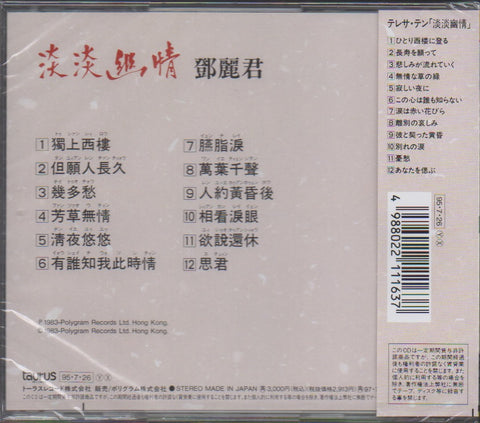 淡淡幽情 鄧麗君
1 獨上西樓
2 但願人長久
3 幾多愁
4 芳草無情
5 清夜悠悠
6 有誰知我此時情
7 臙脂淚
8 萬葉千聲
9 人約黃昏後
10 相看淚眼
11 欲說還休
12 思君
℗1983-Polygram Records Ltd. Hong Kong.
©1983-Polygram Records Ltd. Hong Kong.
taurus 95・7・26 Ⓨ Ⓧ
トーラスレコード株式会社 販売/ポリグラム株式会社 STEREO MADE IN JAPAN
テレサ・テン「淡淡幽情」
1 ひとり西楼に登る
2 長寿を願って
3 悲しみが流れていく
4 無情な草の緑
5 寂しい夜に
6 この心は誰も知らない
7 涙は赤い花びら
8 離別の哀しみ
9 彼と契った黄昏
10 別れの涙
11 憂愁
12 あなたを偲ぶ
95・7・26 Ⓨ Ⓧ
4 988022 111637